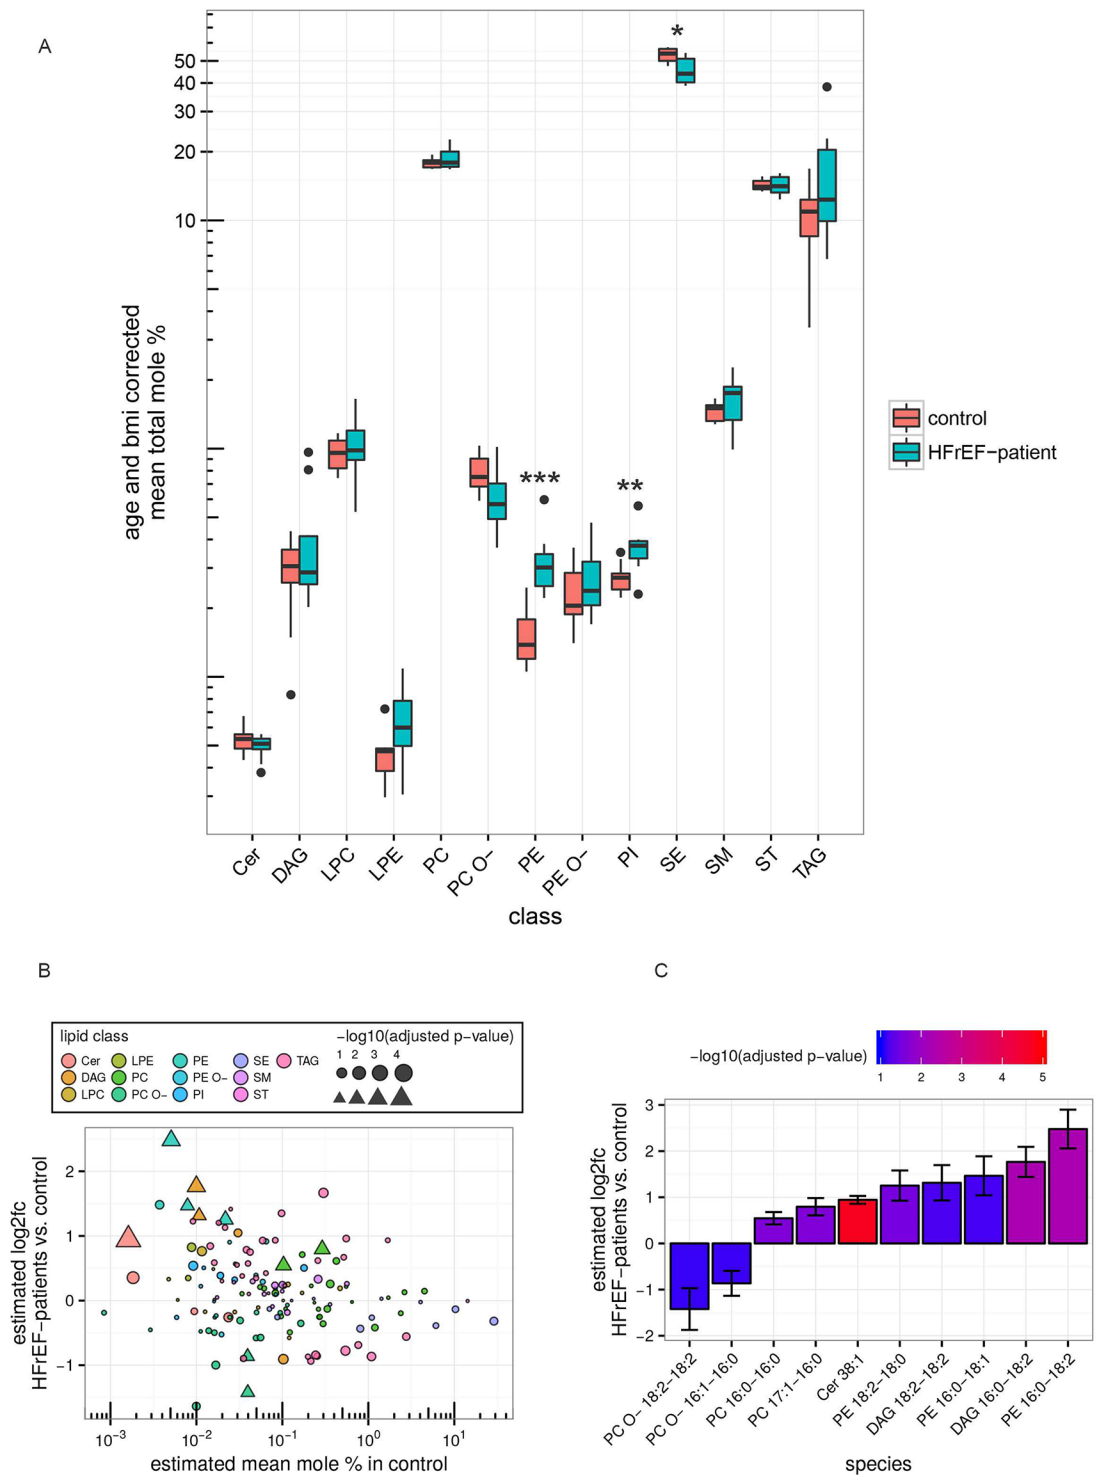 A
50
40
30
20
10
age and bmi corrected
mean total mole %
*
***
**
control
HFrEF−patient
Cer
DAG
LPC
LPE
PC
PC O−
PE
PE O−
PI
SE
SM
ST
TAG
class
B
lipid class
−log10(adjusted p−value)
Cer LPE PE SE TAG
DAG PC PE O− SM
LPC PC O− PI ST
1 2 3 4
estimated log2fc
HFrEF−patients vs. control
2
1
0
−1
10−3 10−2 10−1 100 101
estimated mean mole % in control
C
−log10(adjusted p−value)
1 2 3 4 5
estimated log2fc
HFrEF−patients vs. control
3
2
1
0
−1
−2
PC O− 18:2−18:2
PC O− 16:1−16:0
PC 16:0−16:0
PC 17:1−16:0
Cer 38:1
PE 18:2−18:0
DAG 18:2−18:2
PE 16:0−18:1
DAG 16:0−18:2
PE 16:0−18:2
species